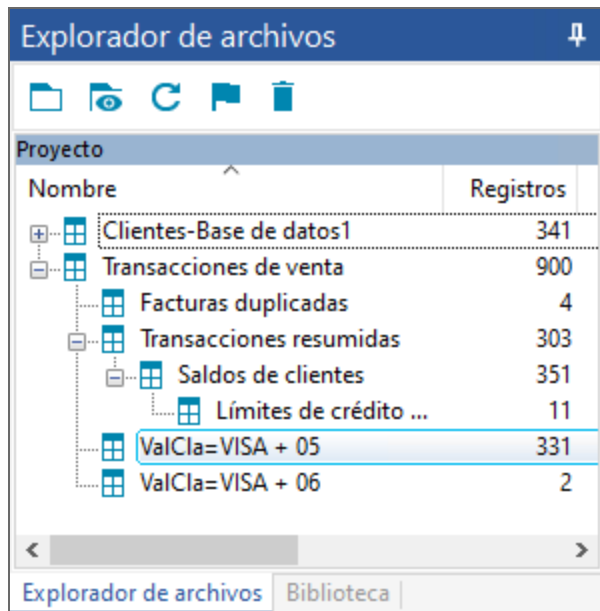 Explorador de archivos
Proyecto
Nombre Registros
Clientes-Base de datos1 341
Transacciones de venta 900
Facturas duplicadas 4
Transacciones resumidas 303
Saldos de clientes 351
Límites de crédito ... 11
ValCla=VISA + 05 331
ValCla=VISA + 06 2
Explorador de archivos Biblioteca